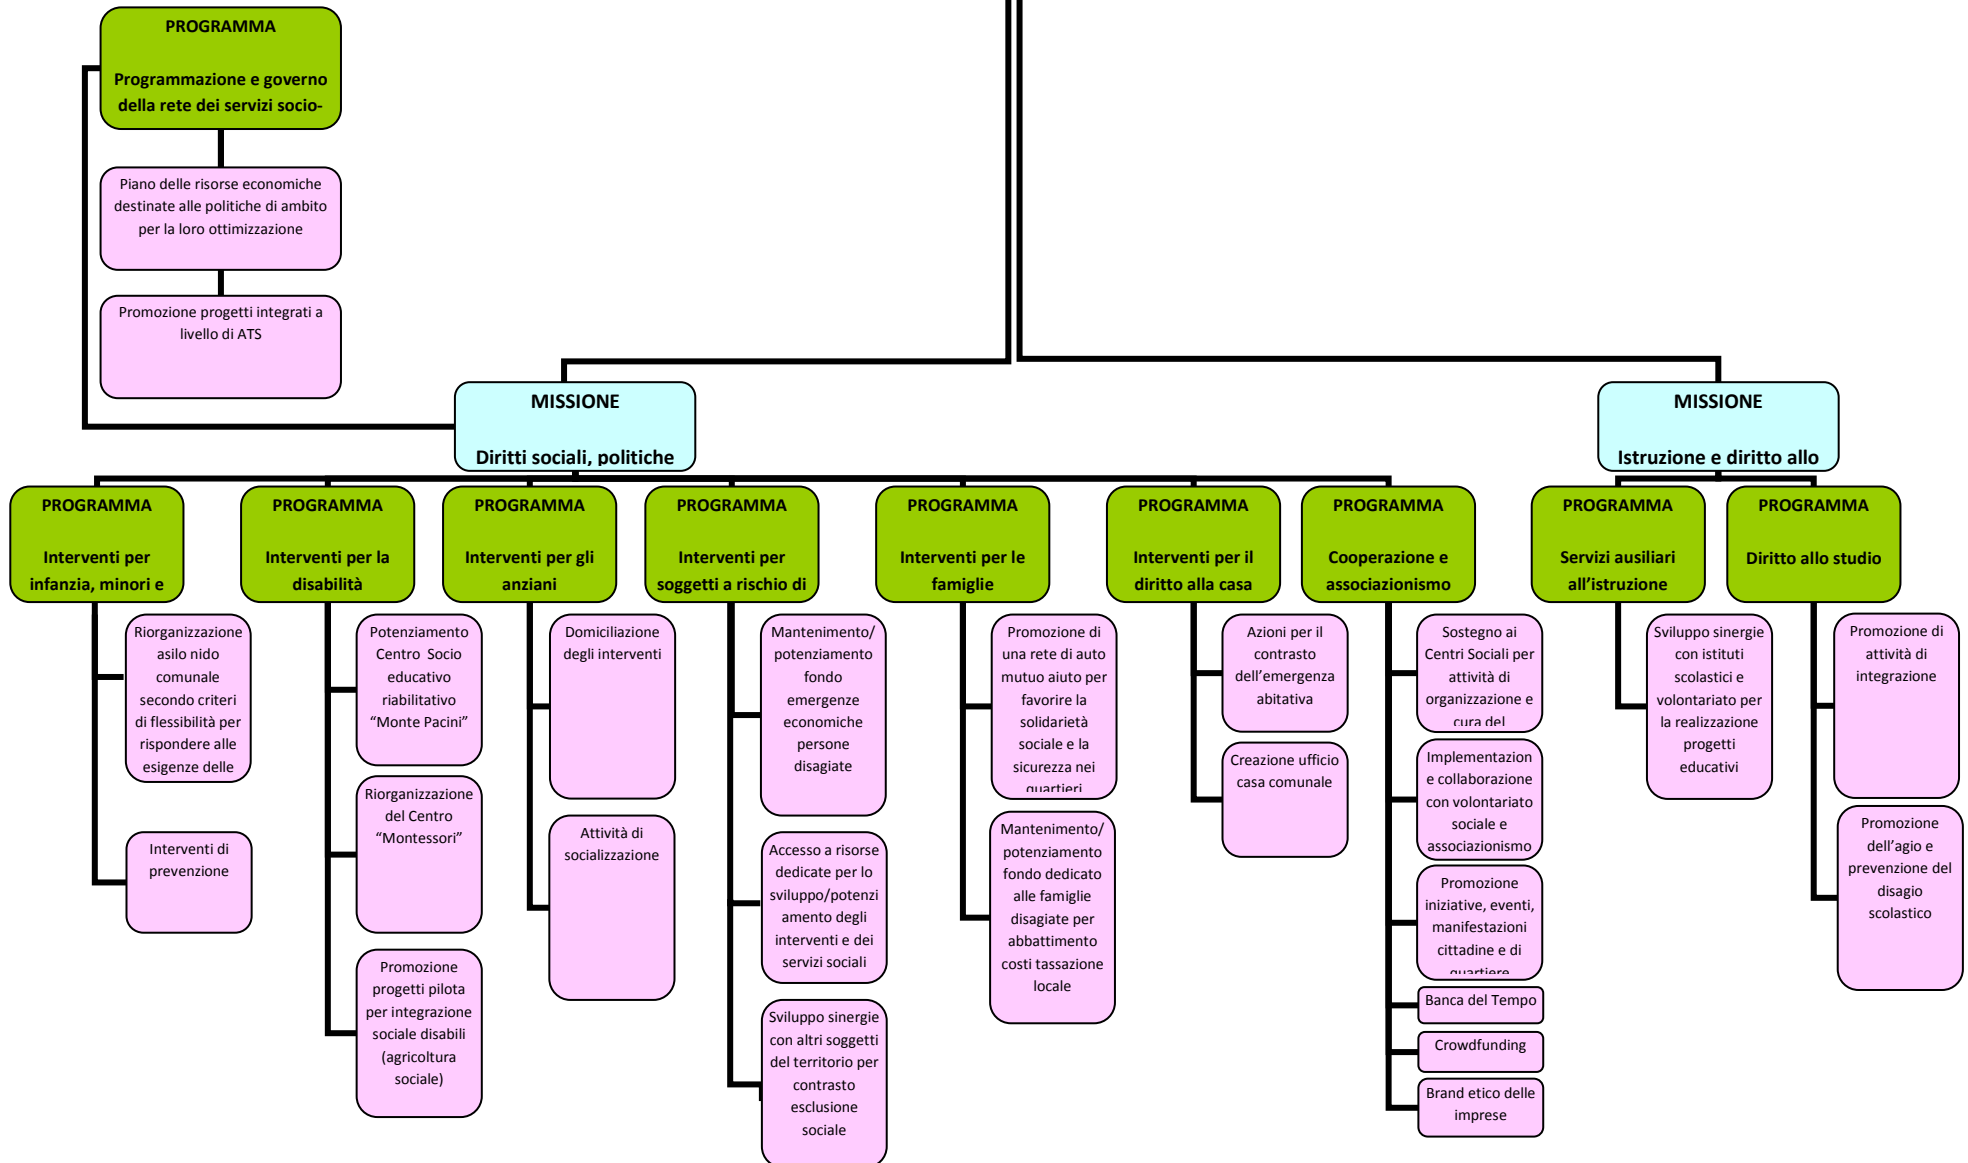 PROGRAMMA
Programmazione e governo
della rete dei servizi socio-
Piano delle risorse economiche
destinate alle politiche di ambito
per la loro ottimizzazione
Promozione progetti integrati a
livello di ATS
MISSIONE
Diritti sociali, politiche
MISSIONE
Istruzione e diritto allo
PROGRAMMA
Interventi per
infanzia, minori e
PROGRAMMA
Interventi per la
disabilità
PROGRAMMA
Interventi per gli
anziani
PROGRAMMA
Interventi per
soggetti a rischio di
PROGRAMMA
Interventi per le
famiglie
PROGRAMMA
Interventi per il
diritto alla casa
PROGRAMMA
Cooperazione e
associazionismo
PROGRAMMA
Servizi ausiliari
all’istruzione
PROGRAMMA
Diritto allo studio
Riorganizzazione
asilo nido
comunale
secondo criteri
di flessibilità per
rispondere alle
esigenze delle
Interventi di
prevenzione
Potenziamento
Centro Socio
educativo
riabilitativo
“Monte Pacini”
Riorganizzazione
del Centro
“Montessori”
Promozione
progetti pilota
per integrazione
sociale disabili
(agricoltura
sociale)
Domiciliazione
degli interventi
Attività di
socializzazione
Mantenimento/
potenziamento
fondo
emergenze
economiche
persone
disagiate
Accesso a risorse
dedicate per lo
sviluppo/potenzi
amento degli
interventi e dei
servizi sociali
Sviluppo sinergie
con altri soggetti
del territorio per
contrasto
esclusione
sociale
Promozione di
una rete di auto
mutuo aiuto per
favorire la
solidarietà
sociale e la
sicurezza nei
quartieri
Mantenimento/
potenziamento
fondo dedicato
alle famiglie
disagiate per
abbattimento
costi tassazione
locale
Azioni per il
contrasto
dell’emergenza
abitativa
Creazione ufficio
casa comunale
Sostegno ai
Centri Sociali per
attività di
organizzazione e
cura del
Implementazion
e collaborazione
con volontariato
sociale e
associazionismo
Promozione
iniziative, eventi,
manifestazioni
cittadine e di
quartiere
Banca del Tempo
Crowdfunding
Brand etico delle
imprese
Sviluppo sinergie
con istituti
scolastici e
volontariato per
la realizzazione
progetti
educativi
Promozione di
attività di
integrazione
Promozione
dell’agio e
prevenzione del
disagio
scolastico